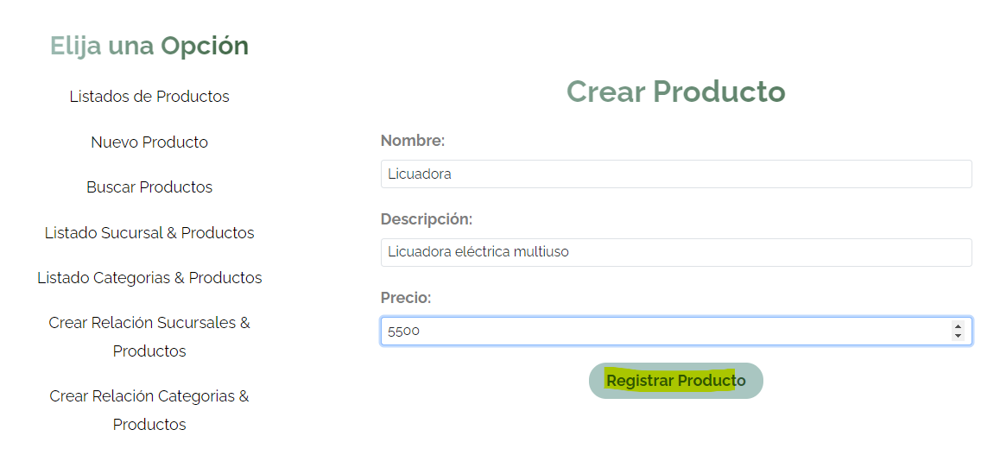 Elija una Opción
Listados de Productos
Nuevo Producto
Buscar Productos
Listado Sucursal & Productos
Listado Categorias & Productos
Crear Relación Sucursales &
Productos
Crear Relación Categorias &
Productos
Crear Producto
Nombre:
Licuadora
Descripción:
Licuadora eléctrica multiuso
Precio:
5500
Registrar Producto